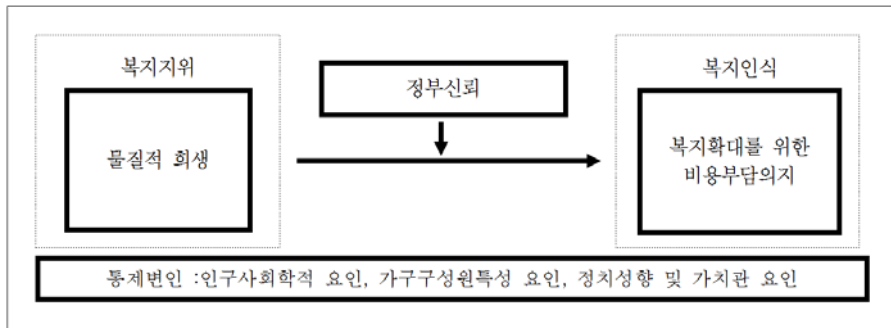 복지지위
정부신뢰
복지인식
물질적 희생
복지확대를 위한
비용부담의지
통제변인 :인구사회학적 요인, 가구구성원특성 요인, 정치성향 및 가치관 요인